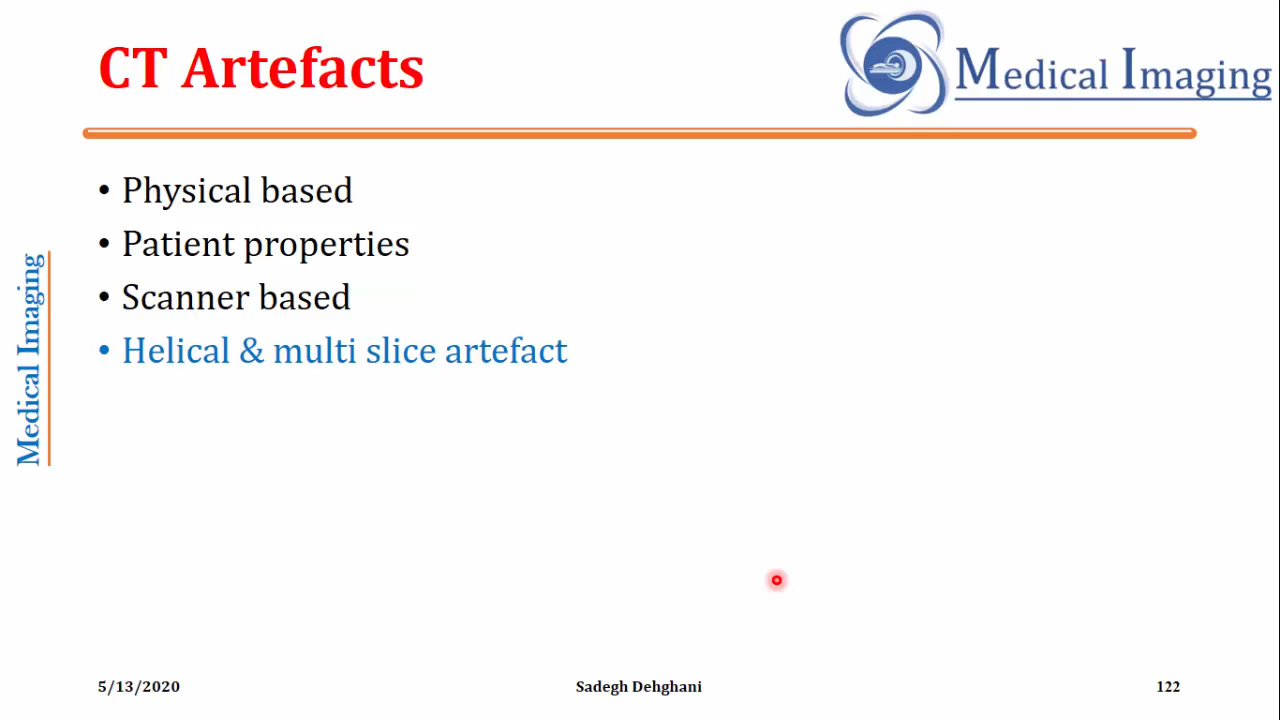 CT Artefacts
Medical Imaging
• Physical based
• Patient properties
• Scanner based
• Helical & multi slice artefact
Medical Imaging
5/13/2020
Sadegh Dehghani
122